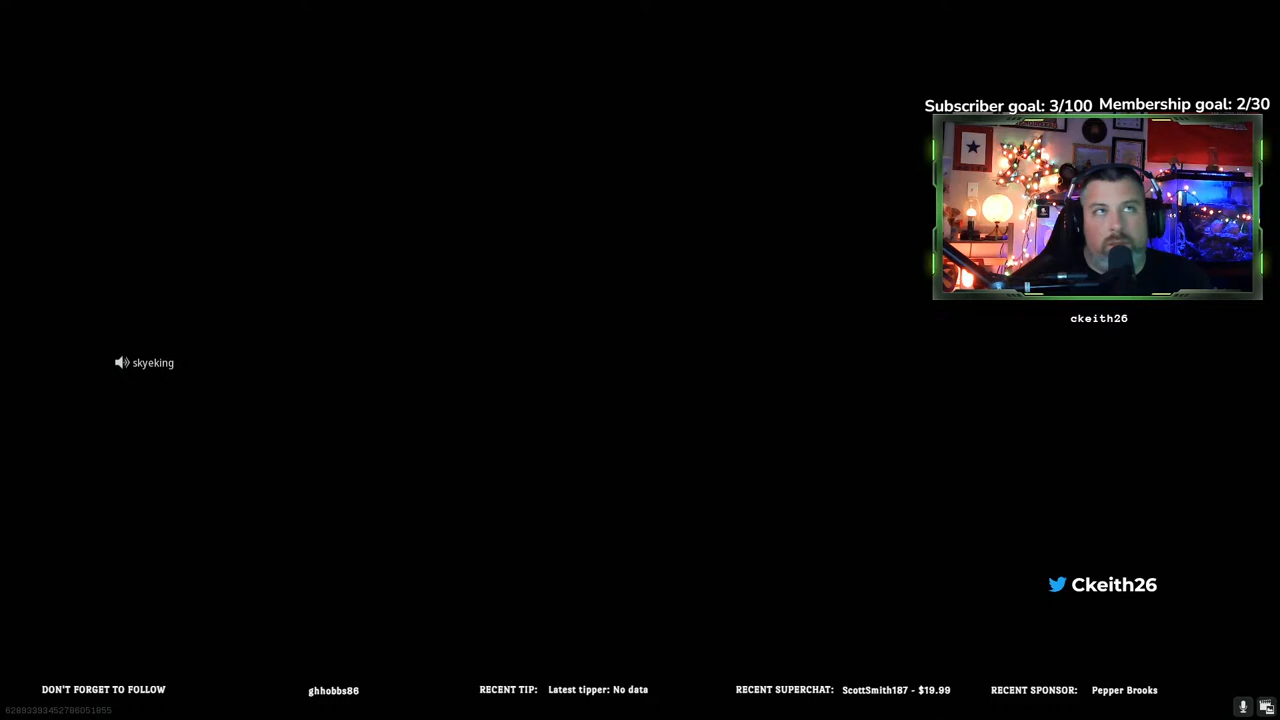 Subscriber goal: 3/100
Membership goal: 2/30
ckeith26
skyeking
Ckeith26
DON'T FORGET TO FOLLOW
ghhobbs86
RECENT TIP: Latest tipper: No data
RECENT SUPERCHAT: ScottSmith187 - $19.99
RECENT SPONSOR: Pepper Brooks